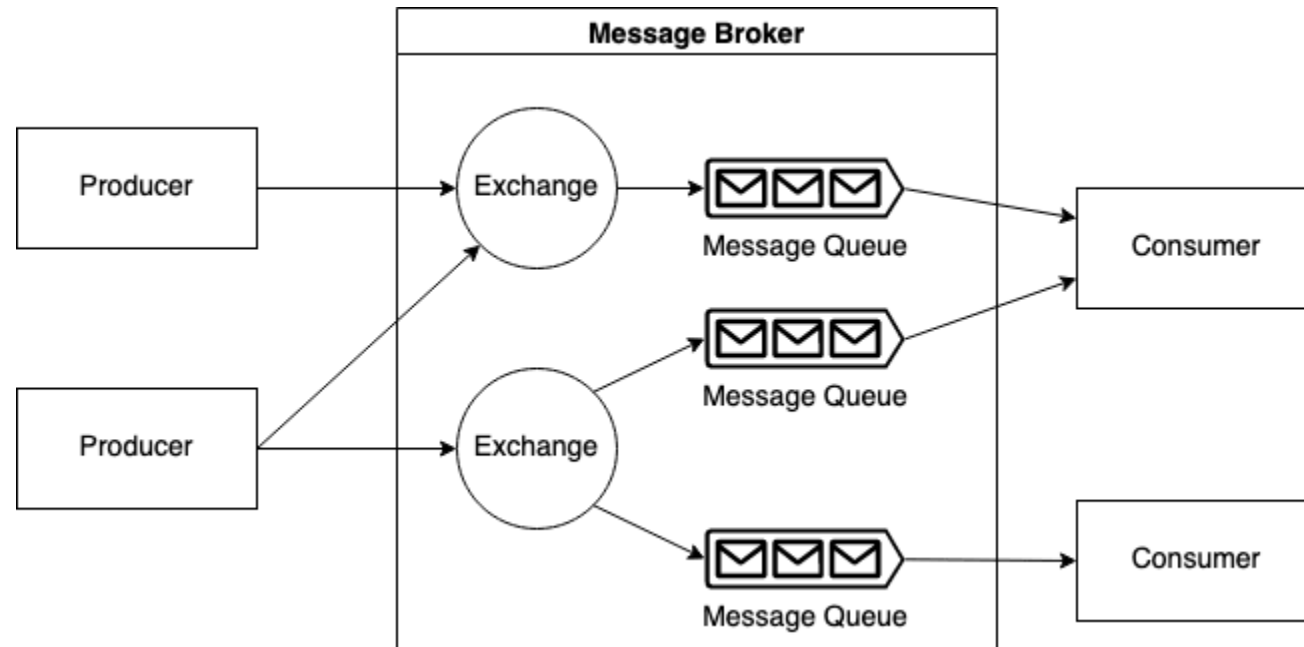 Message Broker
Producer
Exchange
Message Queue
Consumer
Message Queue
Producer
Exchange
Message Queue
Consumer